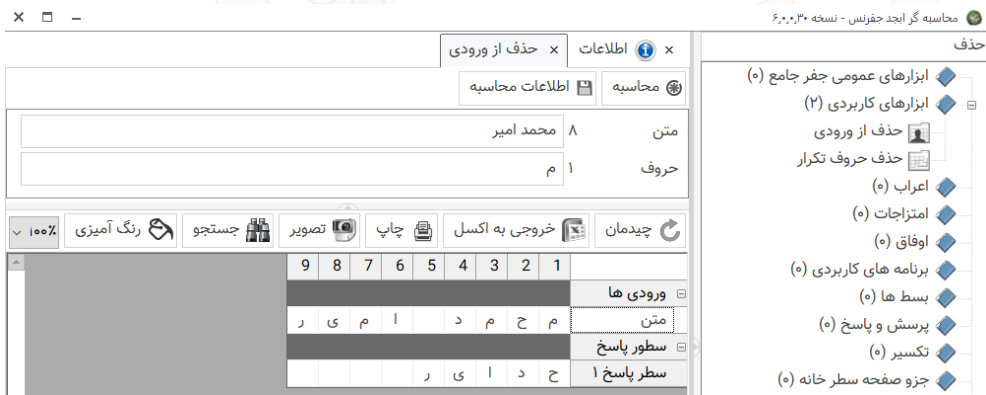 محاسبه گر ابجد جفرنس - نسخه ۶,۰,۰,۳۰
حذف
ابزارهای عمومی جفر جامع (۰)
ابزارهای کاربردی (۲)
حذف از ورودی
حذف حروف تکرار
اعراب (۰)
امتزاجات (۰)
اوفاق (۰)
برنامه های کاربردی (۰)
بسط ها (۰)
پرسش و پاسخ (۰)
تکسیر (۰)
جزو صفحه سطر خانه (۰)
اطلاعات
حذف از ورودی
محاسبه
اطلاعات محاسبه
متن ۸ محمد امیر
حروف ۱ م
چیدمان خروجی به اکسل چاپ تصویر جستجو رنگ آمیزی ۱۰۰٪
1 2 3 4 5 6 7 8 9
ورودی ها
متن م ح م د ا م ی ر
سطور پاسخ
سطر پاسخ ۱ ح د ا ی ر